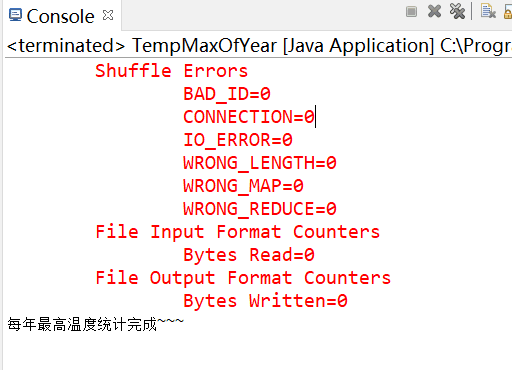 Console
<terminated> TempMaxOfYear [Java Application] C:\Progr
Shuffle Errors
BAD_ID=0
CONNECTION=0
IO_ERROR=0
WRONG_LENGTH=0
WRONG_MAP=0
WRONG_REDUCE=0
File Input Format Counters
Bytes Read=0
File Output Format Counters
Bytes Written=0
每年最高温度统计完成~~~